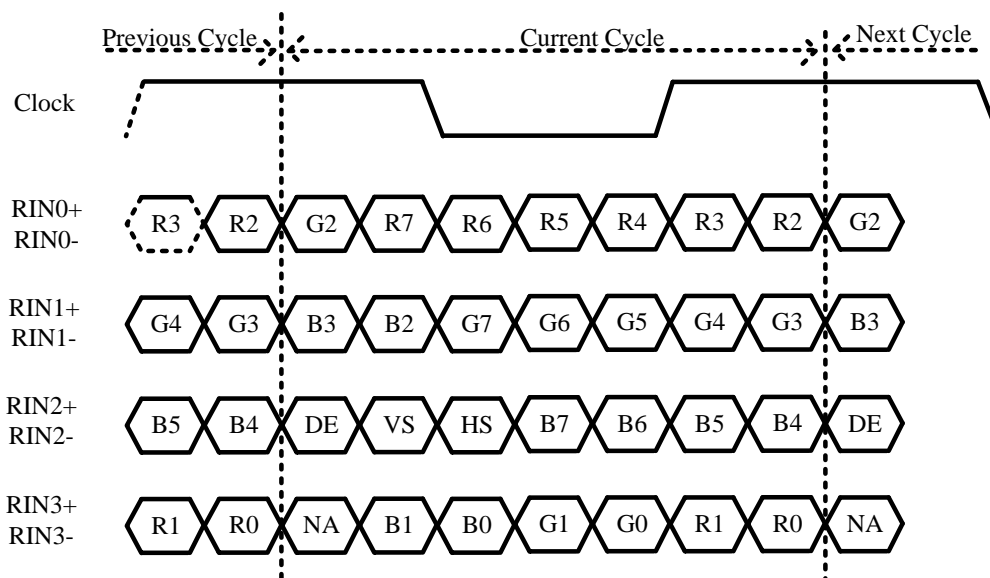 Previous Cycle Current Cycle Next Cycle
Clock
RIN0+
RIN0-
R3 R2 G2 R7 R6 R5 R4 R3 R2 G2
RIN1+
RIN1-
G4 G3 B3 B2 G7 G6 G5 G4 G3 B3
RIN2+
RIN2-
B5 B4 DE VS HS B7 B6 B5 B4 DE
RIN3+
RIN3-
R1 R0 NA B1 B0 G1 G0 R1 R0 NA